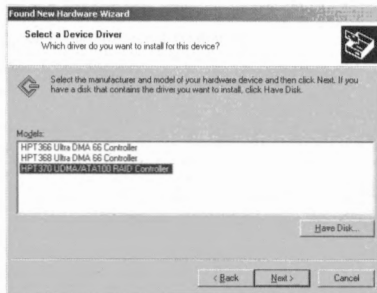 Found New Hardware Wizard
Select a Device Driver
Which driver do you want to install for this device?
Select the manufacturer and model of your hardware device and then click Next. If you
have a disk that contains the driver you want to install, click Have Disk.
Models:
HPT366 Ultra DMA 66 Controller
HPT368 Ultra DMA 66 Controller
HPT370 UDMA/ATA100 RAID Controller
Have Disk...
< Back
Next >
Cancel